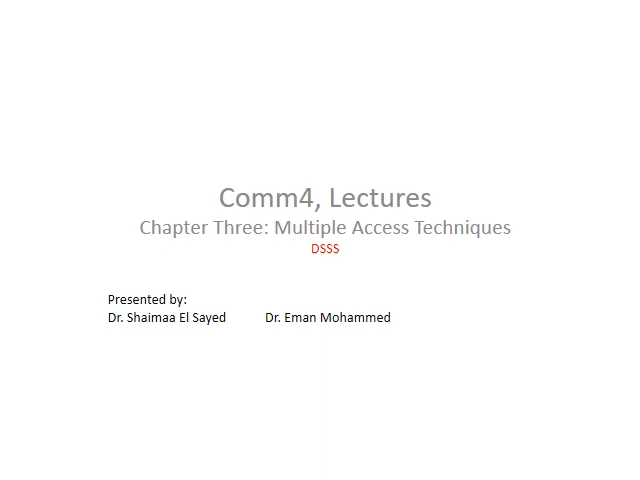 Comm4, Lectures
Chapter Three: Multiple Access Techniques
DSSS
Presented by:
Dr. Shaimaa El Sayed Dr. Eman Mohammed